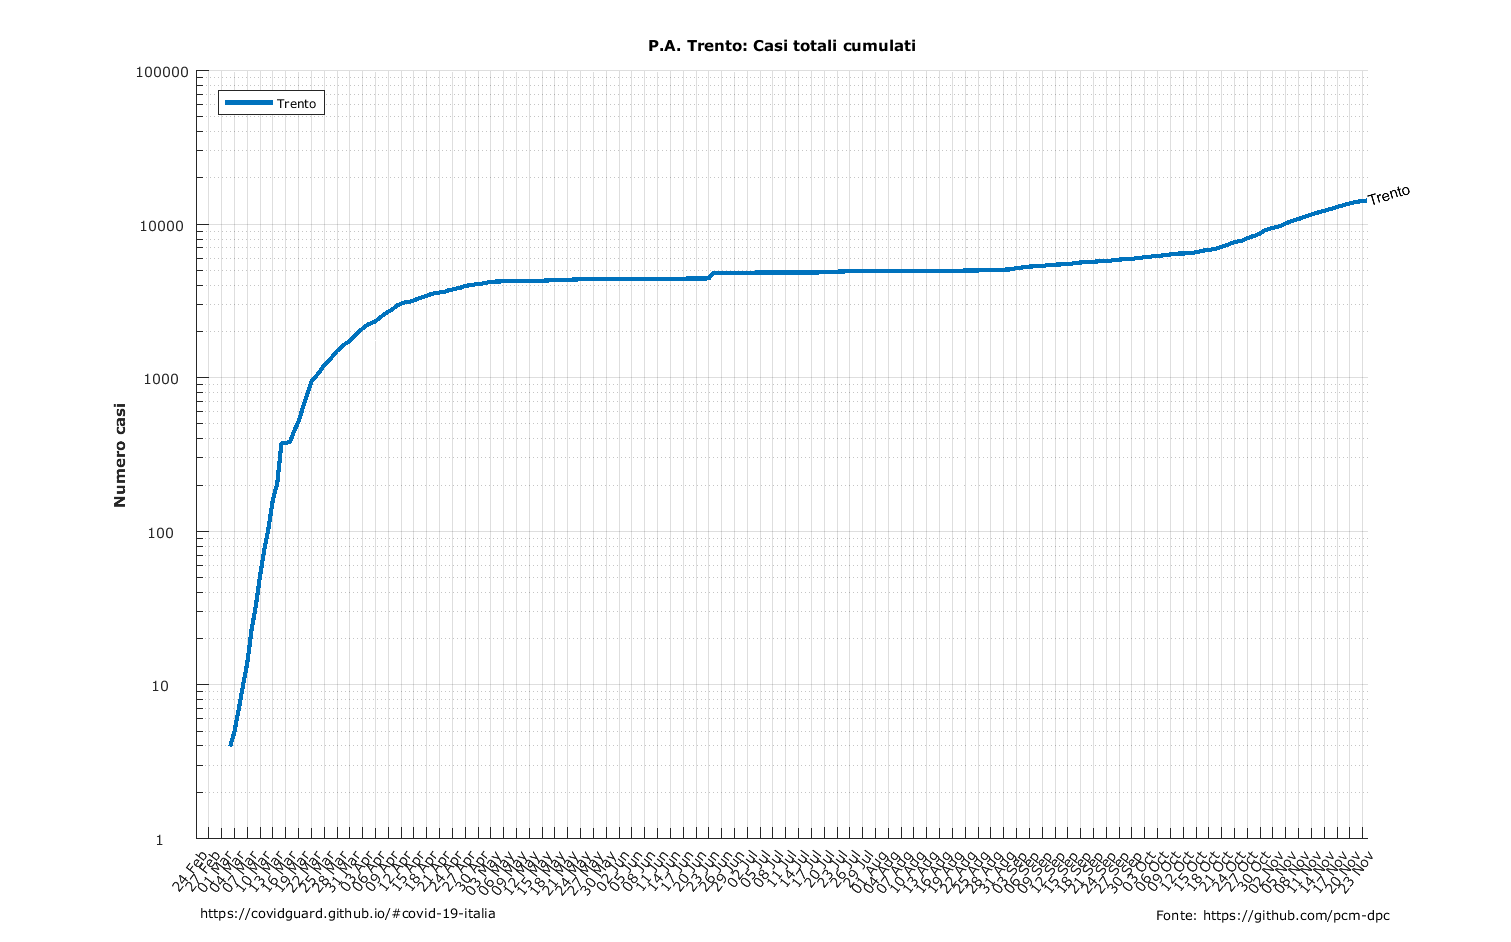 P.A. Trento: Casi totali cumulati
100000
Trento
Trento
10000
1000
Numero casi
100
10
1
24 Feb
27 Feb
01 Mar
04 Mar
07 Mar
10 Mar
13 Mar
16 Mar
19 Mar
22 Mar
25 Mar
28 Mar
31 Mar
03 Apr
06 Apr
09 Apr
12 Apr
15 Apr
18 Apr
21 Apr
24 Apr
27 Apr
30 Apr
03 May
06 May
09 May
12 May
15 May
18 May
21 May
24 May
27 May
30 May
02 Jun
05 Jun
08 Jun
11 Jun
14 Jun
17 Jun
20 Jun
23 Jun
26 Jun
29 Jun
02 Jul
05 Jul
08 Jul
11 Jul
14 Jul
17 Jul
20 Jul
23 Jul
26 Jul
29 Jul
01 Aug
04 Aug
07 Aug
10 Aug
13 Aug
16 Aug
19 Aug
22 Aug
25 Aug
28 Aug
31 Aug
03 Sep
06 Sep
09 Sep
12 Sep
15 Sep
18 Sep
21 Sep
24 Sep
27 Sep
30 Sep
03 Oct
06 Oct
09 Oct
12 Oct
15 Oct
18 Oct
21 Oct
24 Oct
27 Oct
30 Oct
02 Nov
05 Nov
08 Nov
11 Nov
14 Nov
17 Nov
20 Nov
23 Nov
https://covidguard.github.io/#covid-19-italia
Fonte: https://github.com/pcm-dpc